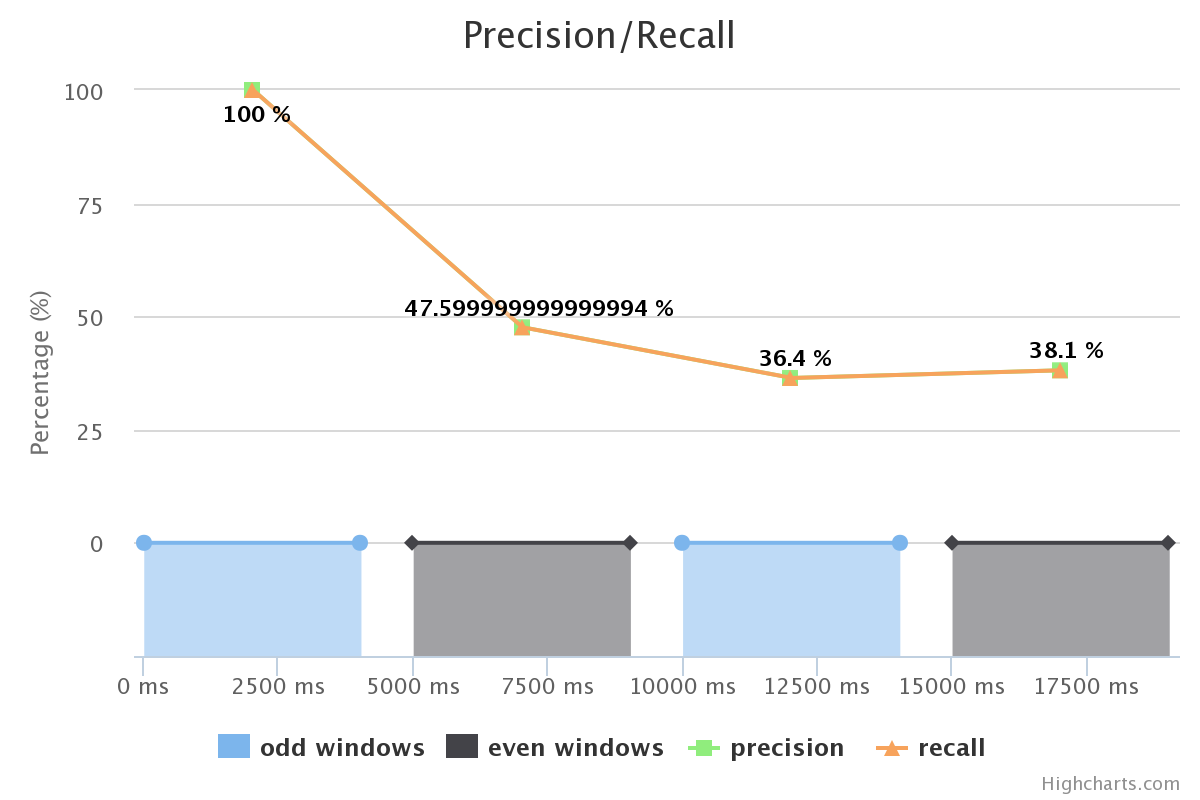 Precision/Recall
Percentage (%)
100
75
50
25
0
100 %
47.599999999999994 %
36.4 %
38.1 %
0 ms
2500 ms
5000 ms
7500 ms
10000 ms
12500 ms
15000 ms
17500 ms
odd windows
even windows
precision
recall
Highcharts.com